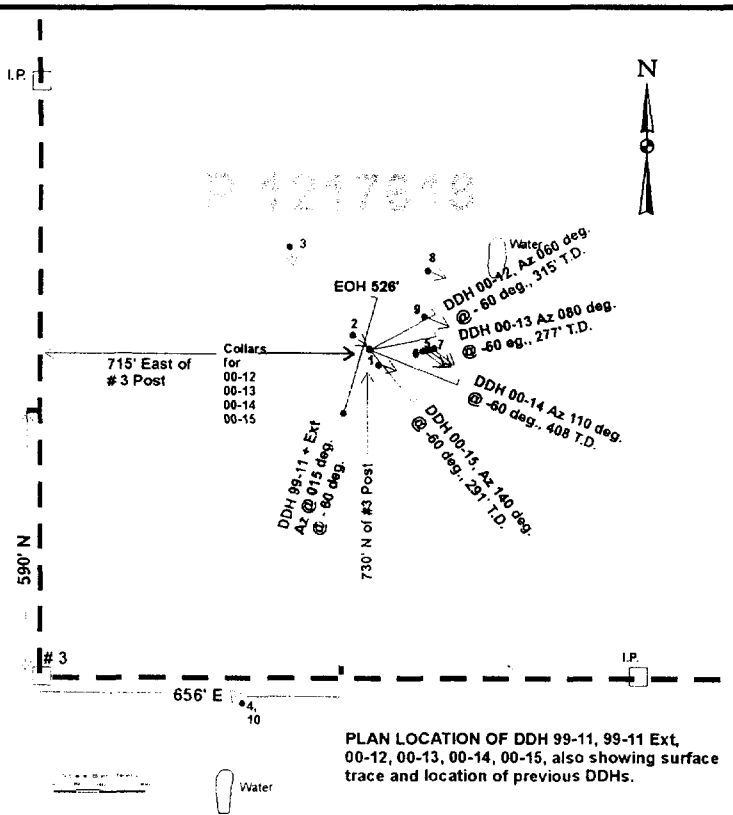 I.P.
N
P 1217618
3
8
Water
EOH 526'
DDH 00-12, Az 060 deg.
@ - 60 deg., 315' T.D.
9
2
DDH 00-13 Az 080 deg.
@ -60 eg., 277' T.D.
6 5 7
1
715' East of
# 3 Post
Collars
for
00-12
00-13
00-14
00-15
DDH 00-14 Az 110 deg.
@ -60 deg., 408 T.D.
DDH 00-15, Az 140 deg.
@ -60 deg., 291' T.D.
DDH 99-11 + Ext
Az @ 015 deg.
@ - 60 deg.
730' N of #3 Post
590' N
# 3
656' E
4,
10
I.P.
PLAN LOCATION OF DDH 99-11, 99-11 Ext,
00-12, 00-13, 00-14, 00-15, also showing surface
trace and location of previous DDHs.
Water